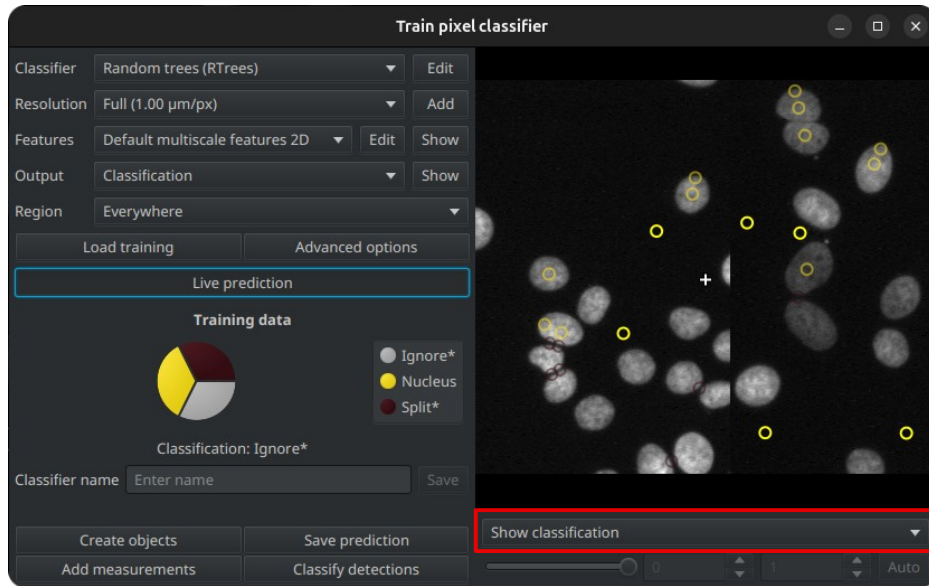 Train pixel classifier
Classifier Random trees (RTrees) Edit
Resolution Full (1.00 µm/px) Add
Features Default multiscale features 2D Edit Show
Output Classification Show
Region Everywhere
Load training Advanced options
Live prediction
Training data
Ignore*
Nucleus
Split*
Classification: Ignore*
Classifier name Enter name Save
Create objects Save prediction
Add measurements Classify detections
Show classification
0 1 Auto